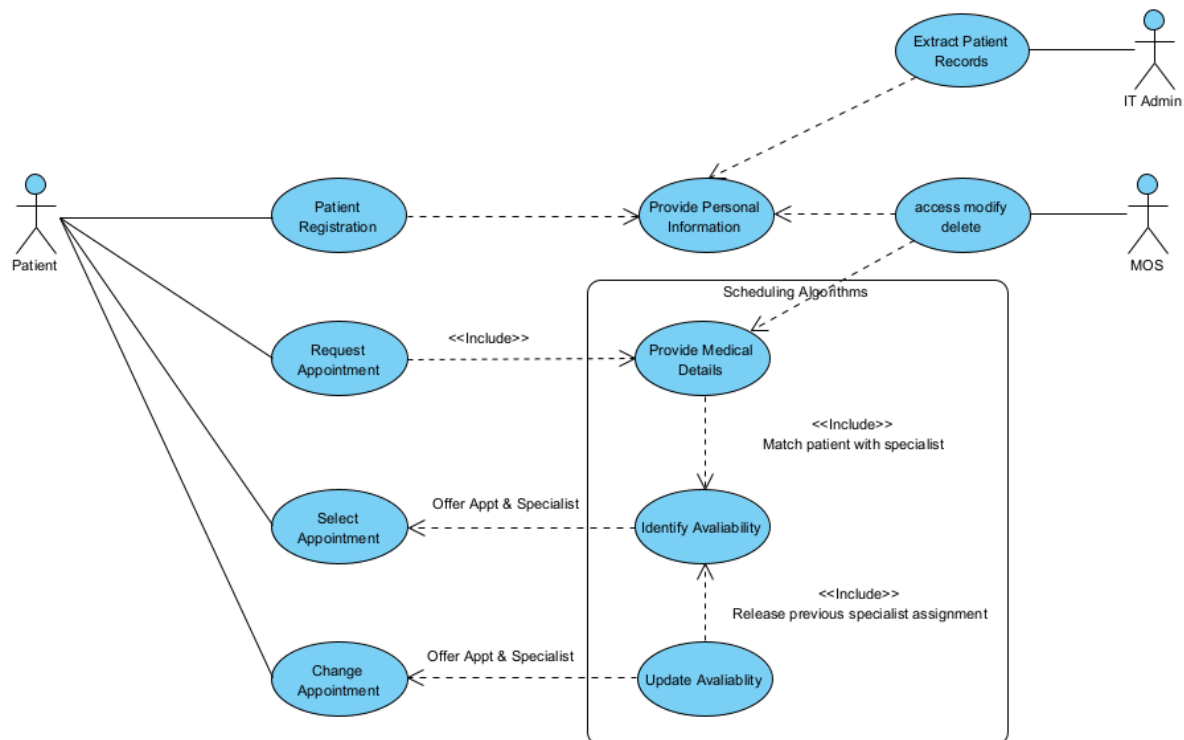 Extract Patient
Records
IT Admin
Patient
Registration
Provide Personal
Information
access modify
delete
Patient
MOS
Scheduling Algorithms
<<Include>>
Request
Appointment
Provide Medical
Details
<<Include>>
Match patient with specialist
Offer Appt & Specialist
Select
Appointment
Identify Avaliability
<<Include>>
Release previous specialist assignment
Offer Appt & Specialist
Change
Appointment
Update Avaliablity